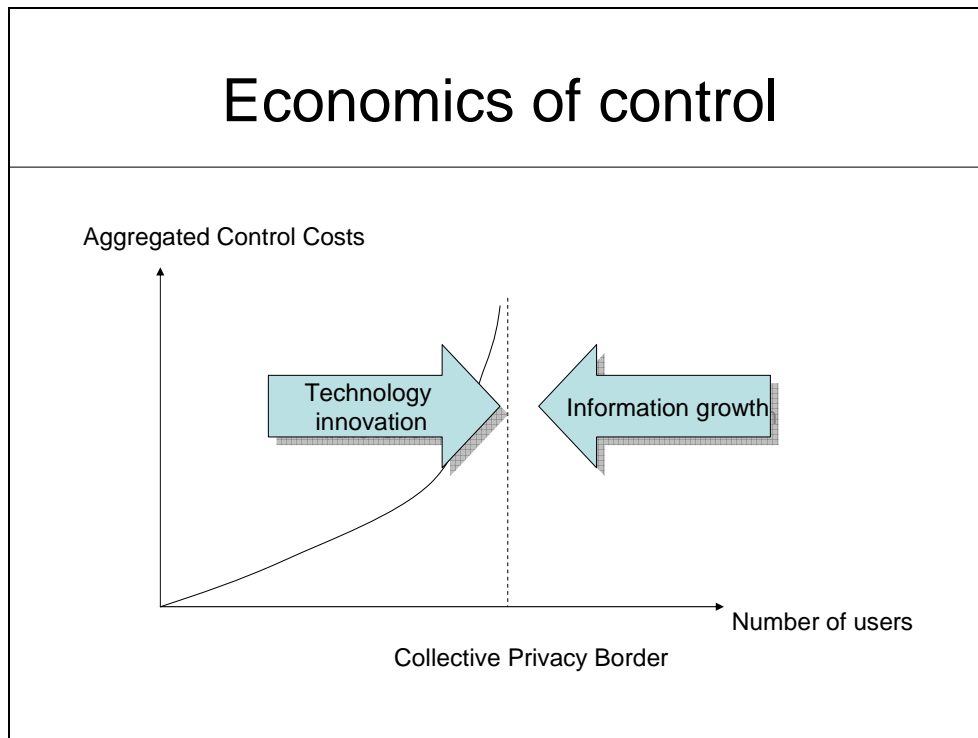 Economics of control
Aggregated Control Costs
Technology
innovation
Information growth
Number of users
Collective Privacy Border